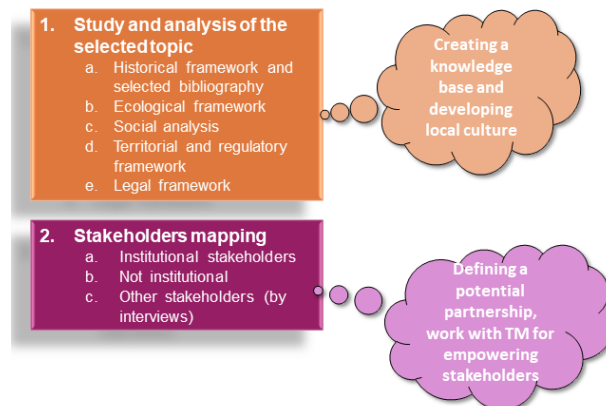 1. Study and analysis of the
selected topic
a. Historical framework and
selected bibliography
b. Ecological framework
c. Social analysis
d. Territorial and regulatory
framework
e. Legal framework
Creating a
knowledge
base and
developing
local culture
2. Stakeholders mapping
a. Institutional stakeholders
b. Not institutional
c. Other stakeholders (by
interviews)
Defining a
potential
partnership,
work with TM for
empowering
stakeholders